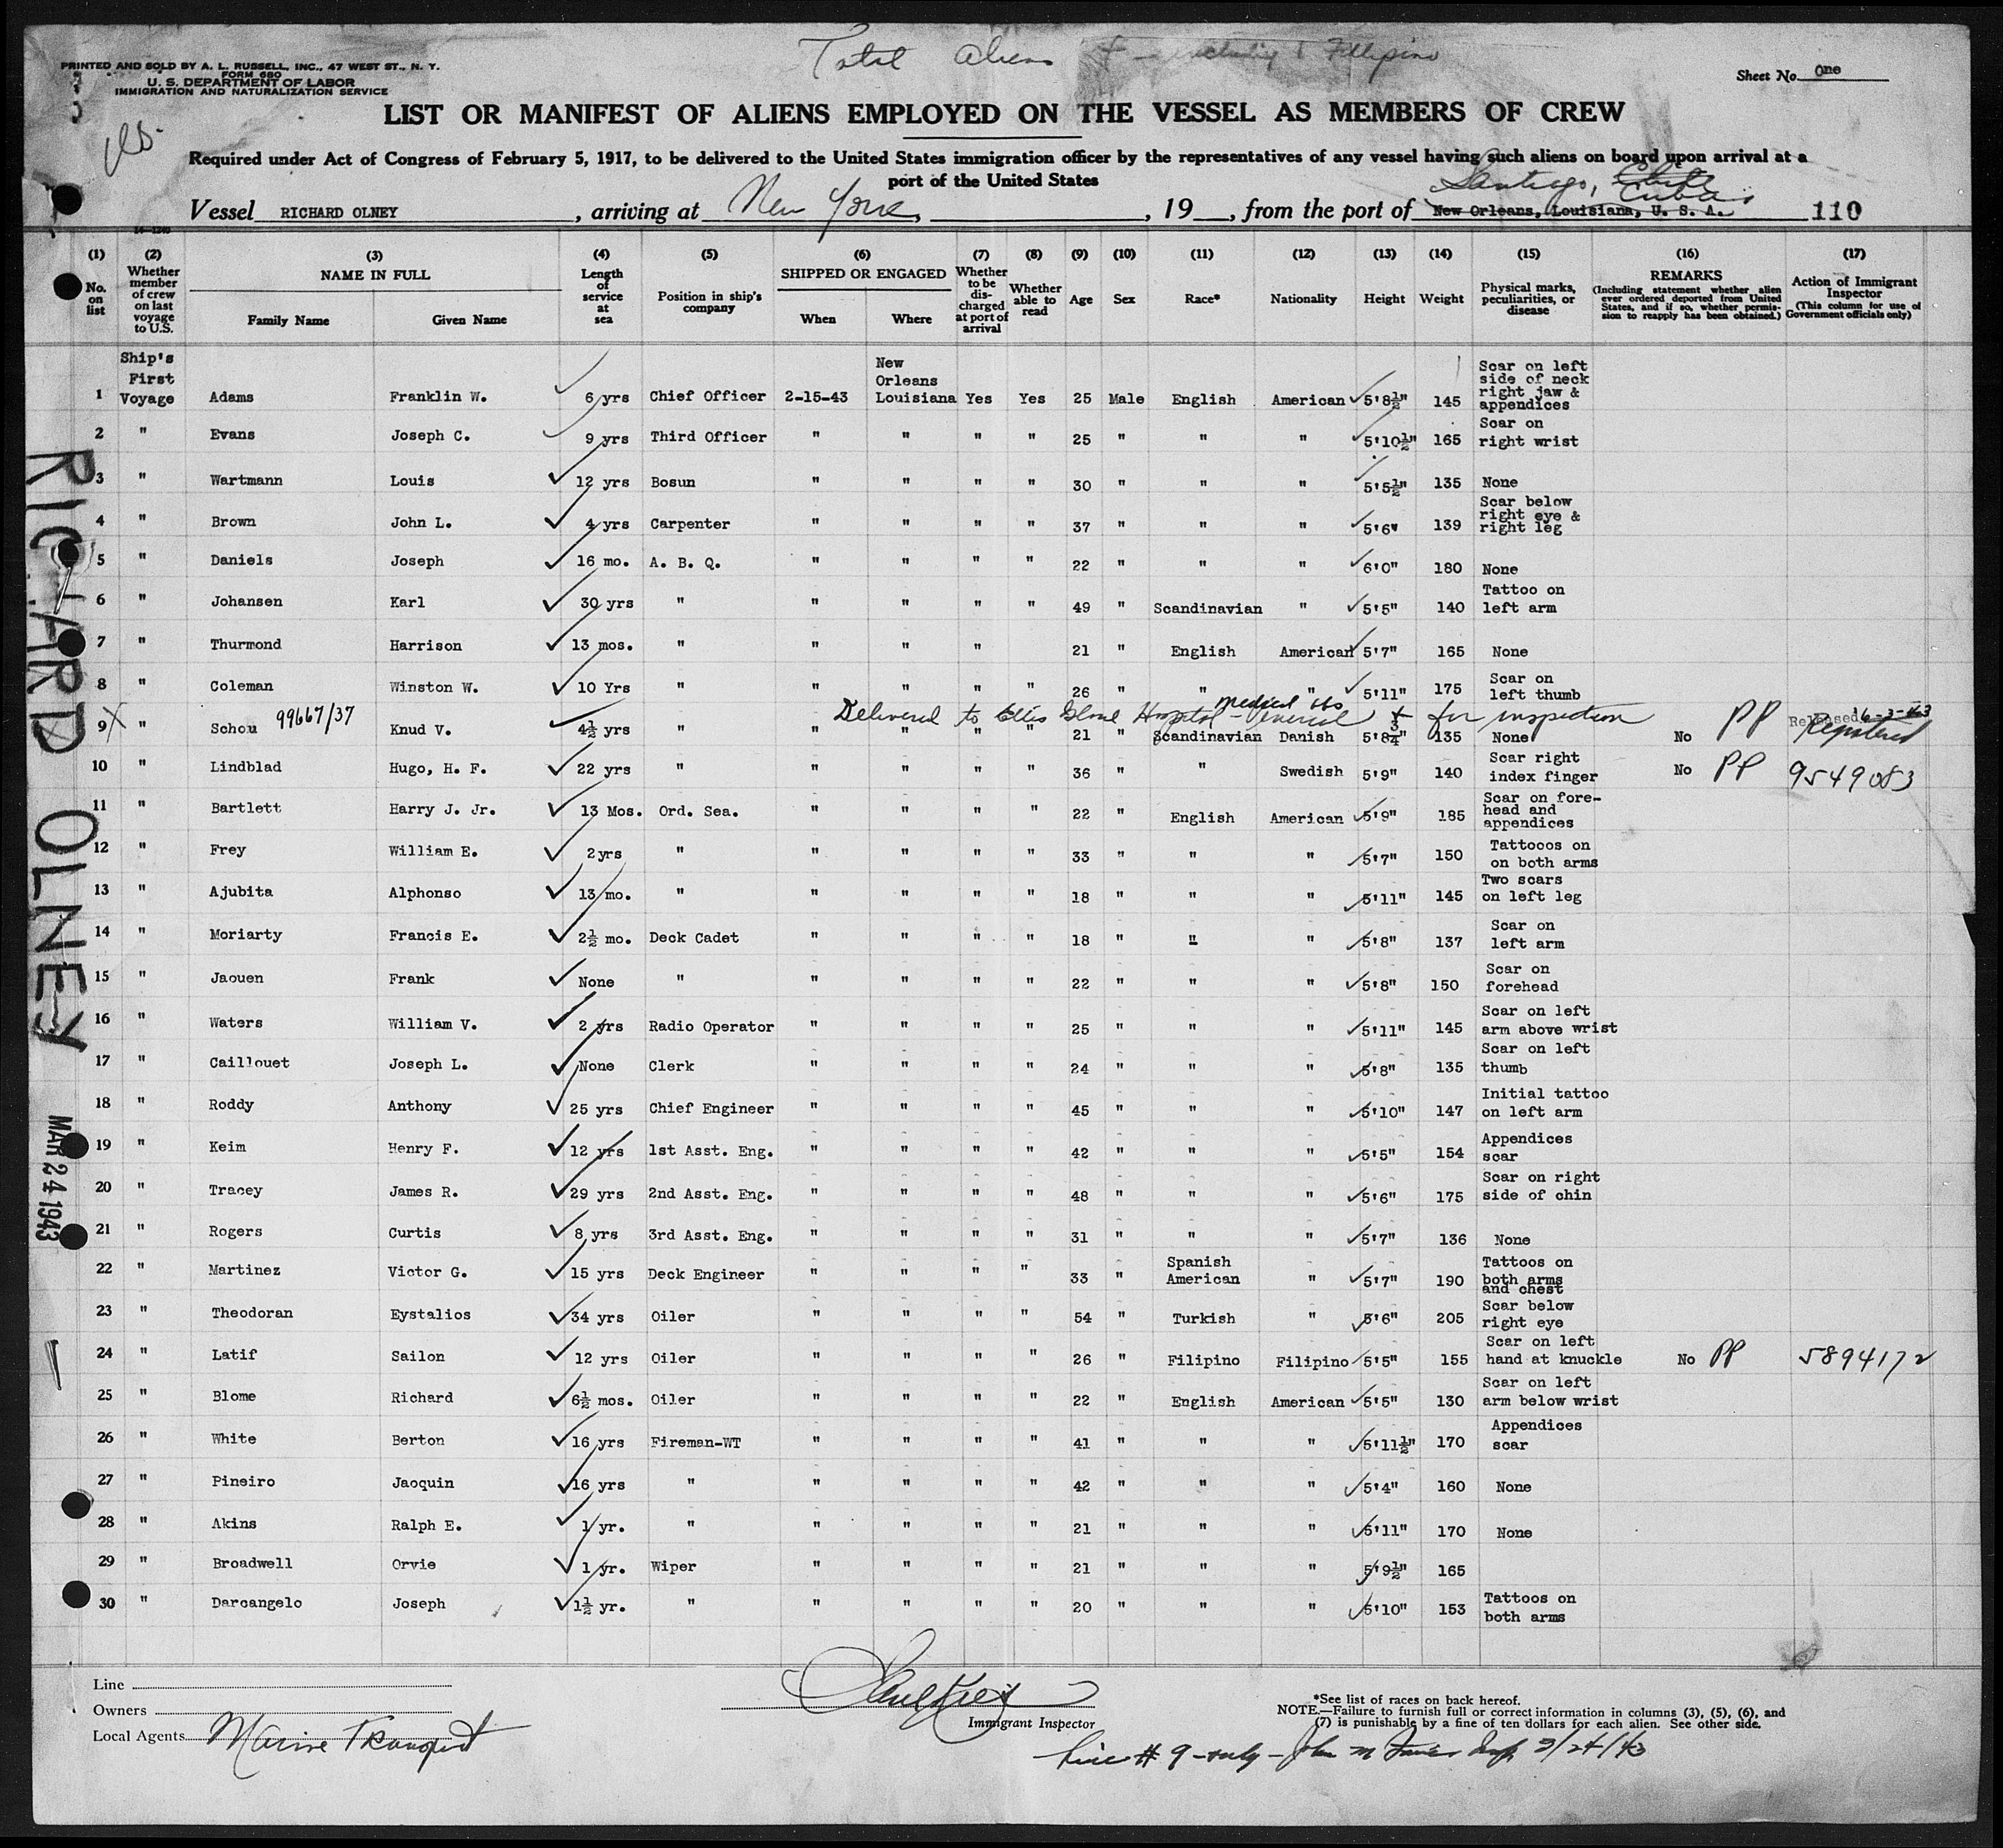 Total Aliens including 1 Fillipino
PRINTED AND SOLD BY A. L. RUSSELL, INC., 47 WEST ST., N. Y.
FORM 680
U. S. DEPARTMENT OF LABOR
IMMIGRATION AND NATURALIZATION SERVICE
Sheet No. One
LIST OR MANIFEST OF ALIENS EMPLOYED ON THE VESSEL AS MEMBERS OF CREW
Required under Act of Congress of February 5, 1917, to be delivered to the United States immigration officer by the representatives of any vessel having such aliens on board upon arrival at a
port of the United States
Santiago, Cuba
Vessel RICHARD OLNEY, arriving at New York, , 19 , from the port of New Orleans, Louisiana, U. S. A. 110
(1) No. on list
(2) Whether member of crew on last voyage to U.S.
(3) NAME IN FULL Family Name Given Name
(4) Length of service at sea
(5) Position in ship's company
(6) SHIPPED OR ENGAGED When Where
(7) Whether to be dis-charged at port of arrival
(8) Whether able to read
(9) Age
(10) Sex
(11) Race*
(12) Nationality
(13) Height
(14) Weight
(15) Physical marks, peculiarities, or disease
(16) REMARKS (Including statement whether alien ever ordered deported from United States, and if so, whether permis-sion to reapply has been obtained.)
(17) Action of Immigrant Inspector (This column for use of Government officials only)
1 Ship's First Voyage Adams Franklin W. 6 yrs Chief Officer 2-15-43 New Orleans Louisiana Yes Yes 25 Male English American 5'8½" 145 Scar on left side of neck right jaw & appendices
2 " Evans Joseph C. 9 yrs Third Officer " " " " 25 " " " 5'10½" 165 Scar on right wrist
3 " Wartmann Louis 12 yrs Bosun " " " " 30 " " " 5'5½" 135 None
4 " Brown John L. 4 yrs Carpenter " " " " 37 " " " 5'6" 139 Scar below right eye & right leg
5 " Daniels Joseph 16 mo. A. B. Q. " " " " 22 " " " 6'0" 180 None
6 " Johansen Karl 30 yrs " " " " " 49 " Scandinavian " 5'5" 140 Tattoo on left arm
7 " Thurmond Harrison 13 mos. " " " " 21 " English American 5'7" 165 None
8 " Coleman Winston W. 10 Yrs " " " " " 26 " " " 5'11" 175 Scar on left thumb
Delivered to Ellis Island Hospital - Venereal for inspection
9 " Schou 99667/37 Knud V. 4½ yrs " " " " " 21 " Scandinavian Danish 5'8¾" 135 None No PP Released Registered
10 " Lindblad Hugo, H. F. 22 yrs " " " " " 36 " " Swedish 5'9" 140 Scar right index finger No PP 9549083
11 " Bartlett Harry J. Jr. 13 Mos. Ord. Sea. " " " " 22 " English American 5'9" 185 Scar on fore-head and appendices
12 " Frey William E. 2yrs " " " " " 33 " " " 5'7" 150 Tattooos on on both arms
13 " Ajubita Alphonso 13 mo. " " " " " 18 " " " 5'11" 145 Two scars on left leg
14 " Moriarty Francis E. 2½ mo. Deck Cadet " " " " 18 " " " 5'8" 137 Scar on left arm
15 " Jaouen Frank None " " " " " 22 " " " 5'8" 150 Scar on forehead
16 " Waters William V. 2 yrs Radio Operator " " " " 25 " " " 5'11" 145 Scar on left arm above wrist
17 " Caillouet Joseph L. None Clerk " " " " 24 " " " 5'8" 135 Scar on left thumb
18 " Roddy Anthony 25 yrs Chief Engineer " " " " 45 " " " 5'10" 147 Initial tattoo on left arm
19 " Keim Henry F. 12 yrs 1st Asst. Eng. " " " " 42 " " " 5'5" 154 Appendices scar
20 " Tracey James R. 29 yrs 2nd Asst. Eng. " " " " 48 " " " 5'6" 175 Scar on right side of chin
21 " Rogers Curtis 8 yrs 3rd Asst. Eng. " " " " 31 " " " 5'7" 136 None
22 " Martinez Victor G. 15 yrs Deck Engineer " " " " 33 " Spanish American " 5'7" 190 Tattoos on both arms and chest
23 " Theodoran Eystalios 34 yrs Oiler " " " " 54 " Turkish " 5'6" 205 Scar below right eye
24 " Latif Sailon 12 yrs Oiler " " " " 26 " Filipino Filipino 5'5" 155 Scar on left hand at knuckle No PP 5894172
25 " Blome Richard 6½ mos. Oiler " " " " 22 " English American 5'5" 130 Scar on left arm below wrist
26 " White Berton 16 yrs Fireman-WT " " " " 41 " " " 5'11½" 170 Appendices scar
27 " Pineiro Jaoquin 16 yrs " " " " " 42 " " " 5'4" 160 None
28 " Akins Ralph E. 1 yr. " " " " " 21 " " " 5'11" 170 None
29 " Broadwell Orvie 1 yr. Wiper " " " " 21 " " " 5'9½" 165
30 " Darcangelo Joseph 1½ yr. " " " " " 20 " " " 5'10" 153 Tattoos on both arms
RICHARD OLNEY
MAR 24 1943
Line
Owners
Local Agents Marine Transport
Immigrant Inspector
*See list of races on back hereof.
NOTE.—Failure to furnish full or correct information in columns (3), (5), (6), and
(7) is punishable by a fine of ten dollars for each alien. See other side.
Line # 9 - only - John M Insp 3/24/43